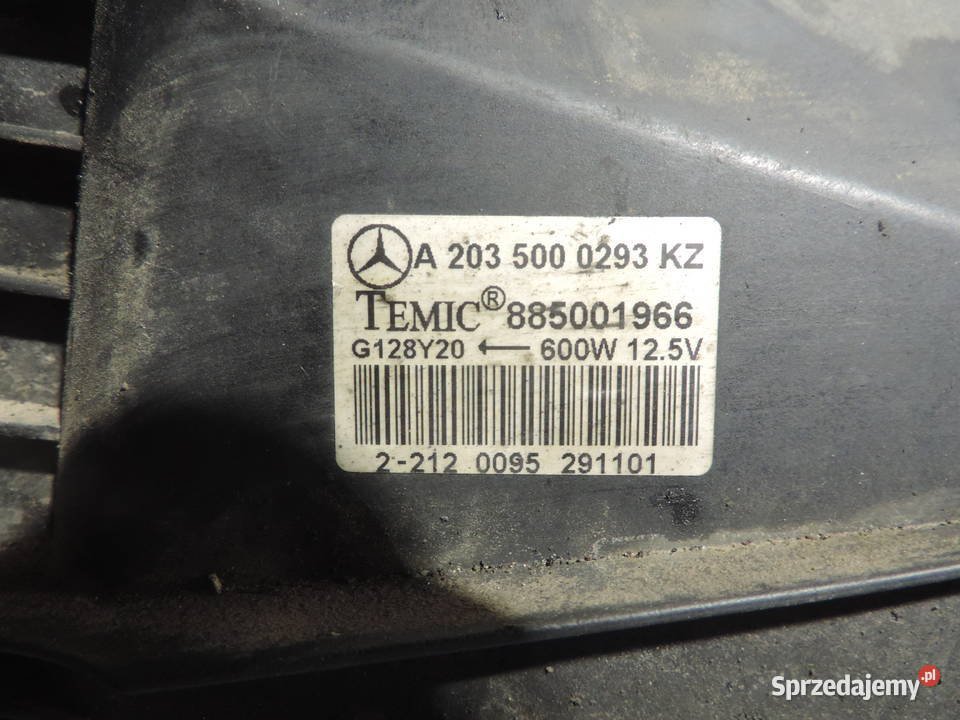 A 203 500 0293 KZ
TEMIC® 885001966
G128Y20 ← 600W 12.5V
2-212 0095 291101
Sprzedajemy.pl